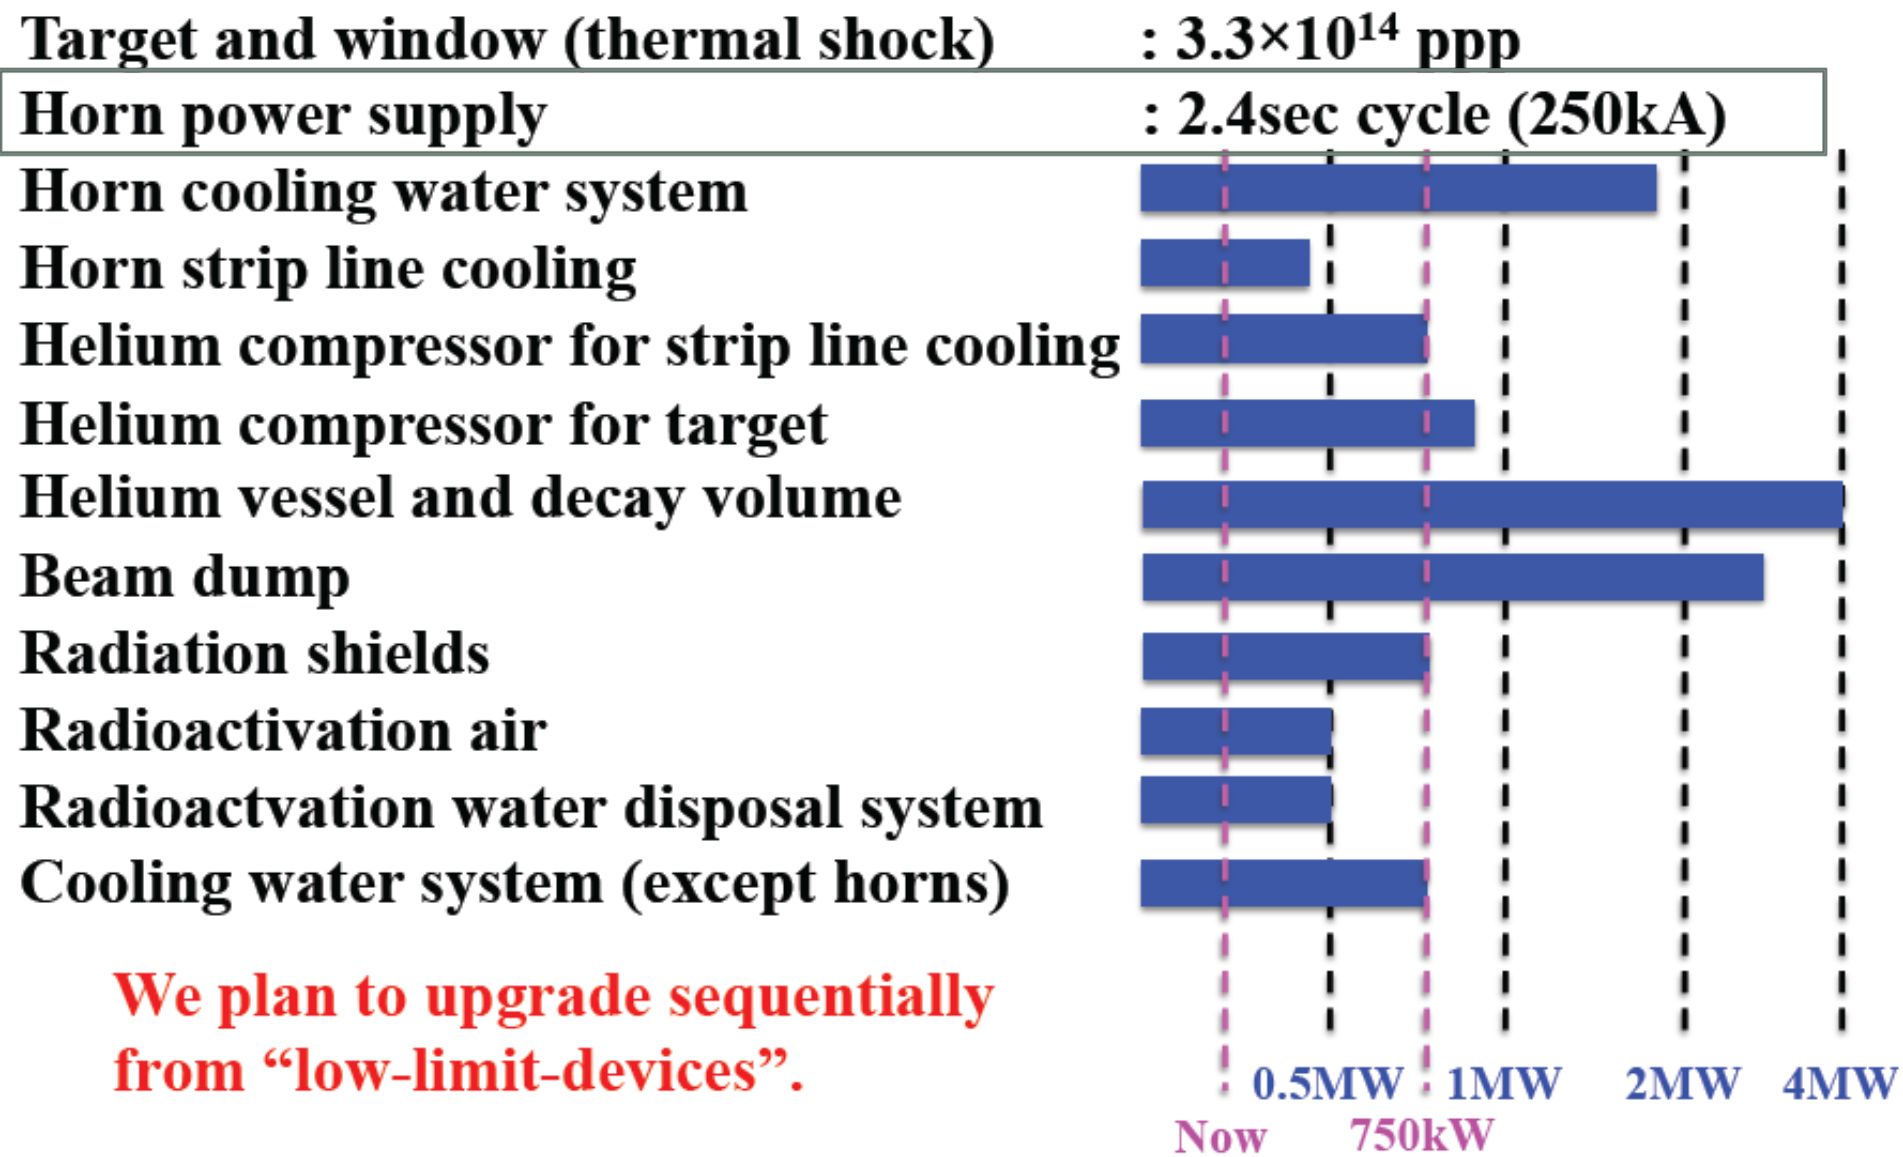 Target and window (thermal shock) : 3.3×10¹⁴ ppp
Horn power supply : 2.4sec cycle (250kA)
Horn cooling water system
Horn strip line cooling
Helium compressor for strip line cooling
Helium compressor for target
Helium vessel and decay volume
Beam dump
Radiation shields
Radioactivation air
Radioactvation water disposal system
Cooling water system (except horns)
We plan to upgrade sequentially
from “low-limit-devices”.
0.5MW 1MW 2MW 4MW
Now 750kW